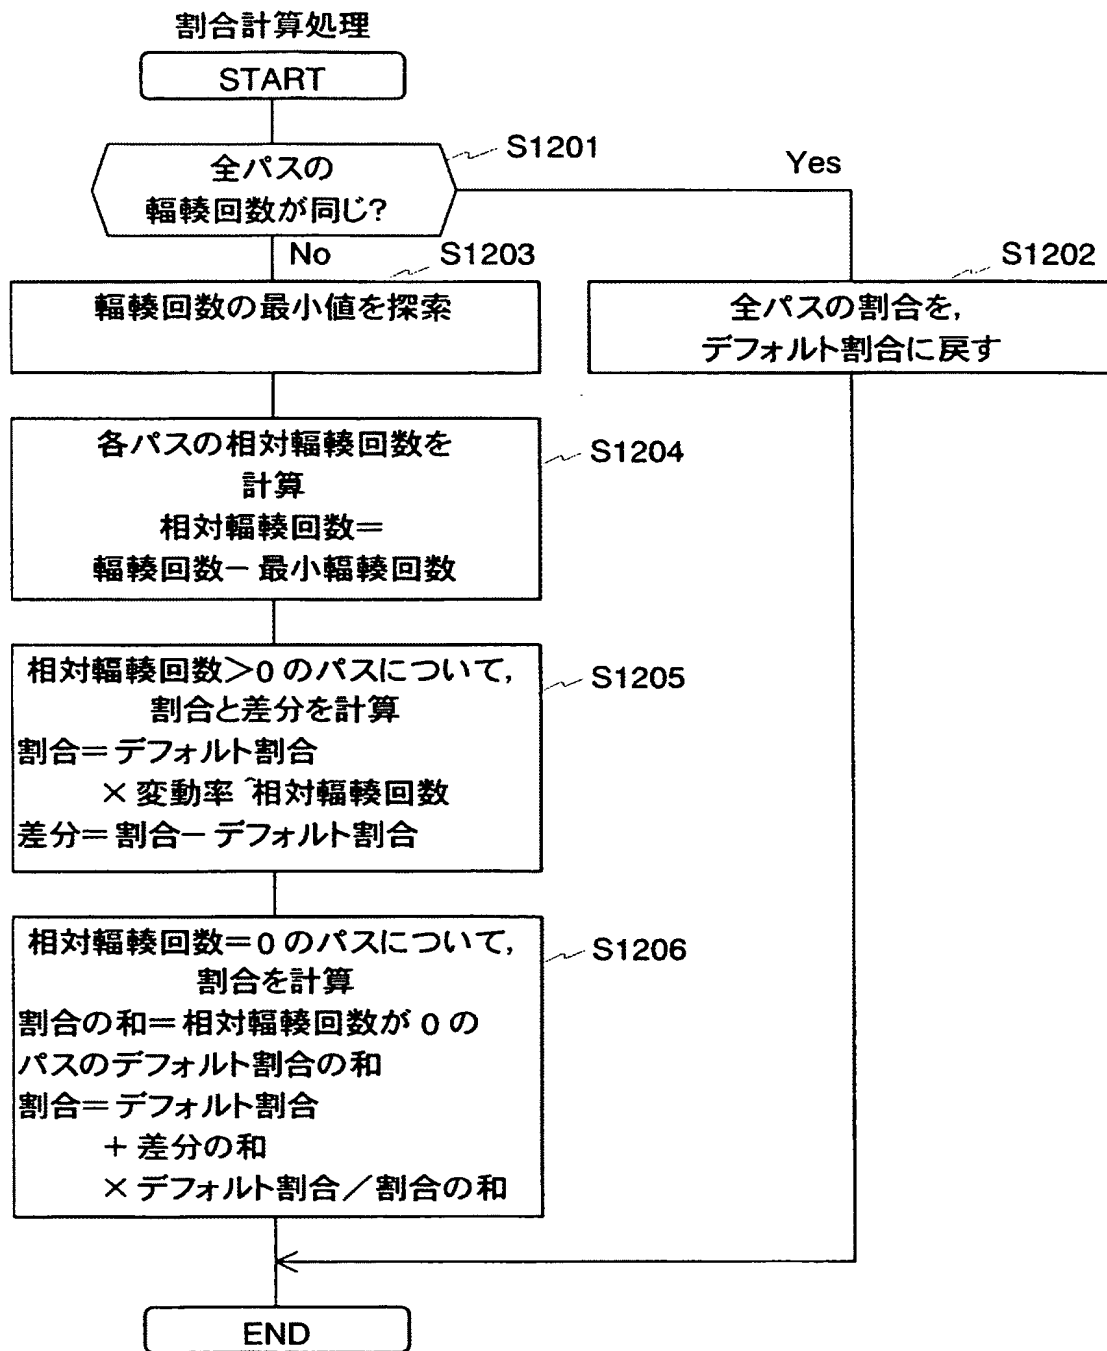 割合計算処理
START
全パスの
輻輳回数が同じ?
S1201
Yes
No
S1203
S1202
輻輳回数の最小値を探索
全パスの割合を,
デフォルト割合に戻す
各パスの相対輻輳回数を
計算
相対輻輳回数=
輻輳回数-最小輻輳回数
S1204
相対輻輳回数>0のパスについて,
割合と差分を計算
割合=デフォルト割合
×変動率^相対輻輳回数
差分=割合-デフォルト割合
S1205
相対輻輳回数=0のパスについて,
割合を計算
割合の和=相対輻輳回数が0の
パスのデフォルト割合の和
割合=デフォルト割合
+差分の和
×デフォルト割合/割合の和
S1206
END